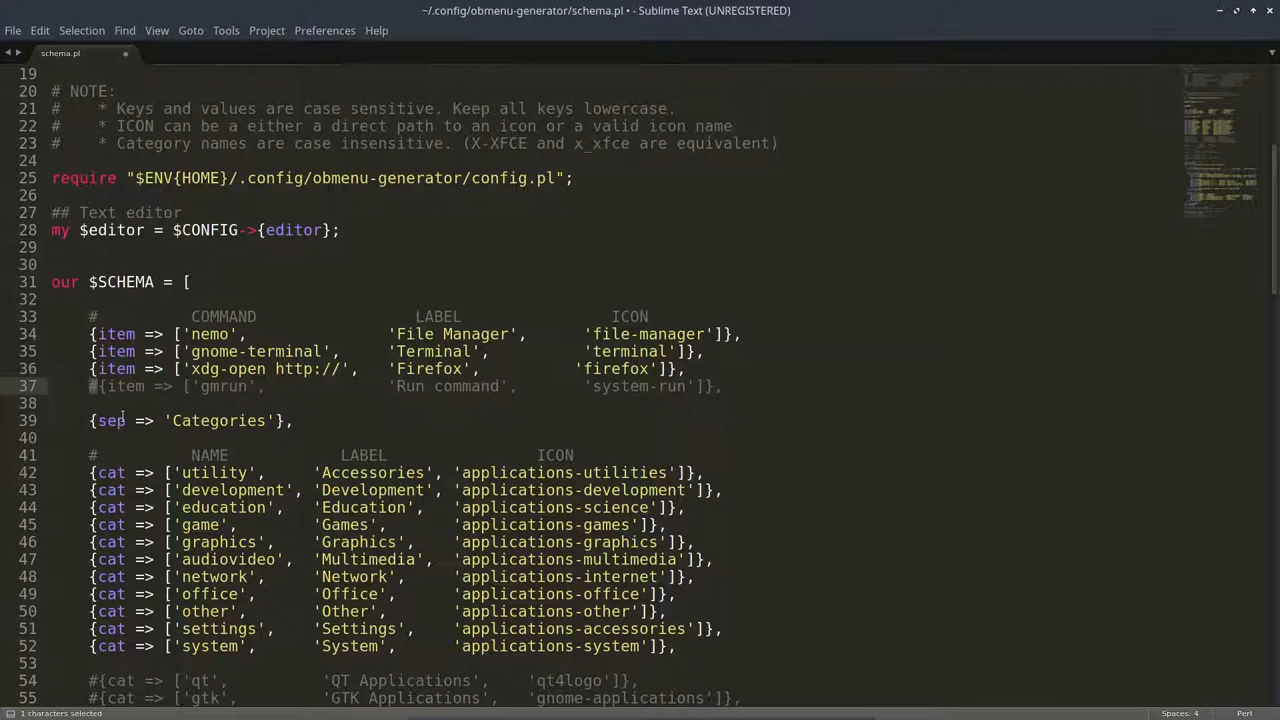 ~/.config/obmenu-generator/schema.pl • - Sublime Text (UNREGISTERED)
File Edit Selection Find View Goto Tools Project Preferences Help
schema.pl
19
20 # NOTE:
21 #    * Keys and values are case sensitive. Keep all keys lowercase.
22 #    * ICON can be a either a direct path to an icon or a valid icon name
23 #    * Category names are case insensitive. (X-XFCE and x_xfce are equivalent)
24
25 require "$ENV{HOME}/.config/obmenu-generator/config.pl";
26
27 ## Text editor
28 my $editor = $CONFIG->{editor};
29
30
31 our $SCHEMA = [
32
33     #          COMMAND                 LABEL                ICON
34     {item => ['nemo',               'File Manager',      'file-manager']},
35     {item => ['gnome-terminal',     'Terminal',          'terminal']},
36     {item => ['xdg-open http://',   'Firefox',          'firefox']},
37     #{item => ['gmrun',             'Run command',       'system-run']},
38
39     {sep => 'Categories'},
40
41     #          NAME            LABEL                ICON
42     {cat => ['utility',     'Accessories', 'applications-utilities']},
43     {cat => ['development', 'Development', 'applications-development']},
44     {cat => ['education',   'Education',   'applications-science']},
45     {cat => ['game',        'Games',       'applications-games']},
46     {cat => ['graphics',    'Graphics',    'applications-graphics']},
47     {cat => ['audiovideo',  'Multimedia',  'applications-multimedia']},
48     {cat => ['network',     'Network',     'applications-internet']},
49     {cat => ['office',      'Office',      'applications-office']},
50     {cat => ['other',       'Other',       'applications-other']},
51     {cat => ['settings',    'Settings',    'applications-accessories']},
52     {cat => ['system',      'System',      'applications-system']},
53
54     #{cat => ['qt',          'QT Applications',    'qt4logo']},
55     #{cat => ['gtk',         'GTK Applications',   'gnome-applications']},
1 characters selected Spaces: 4 Perl